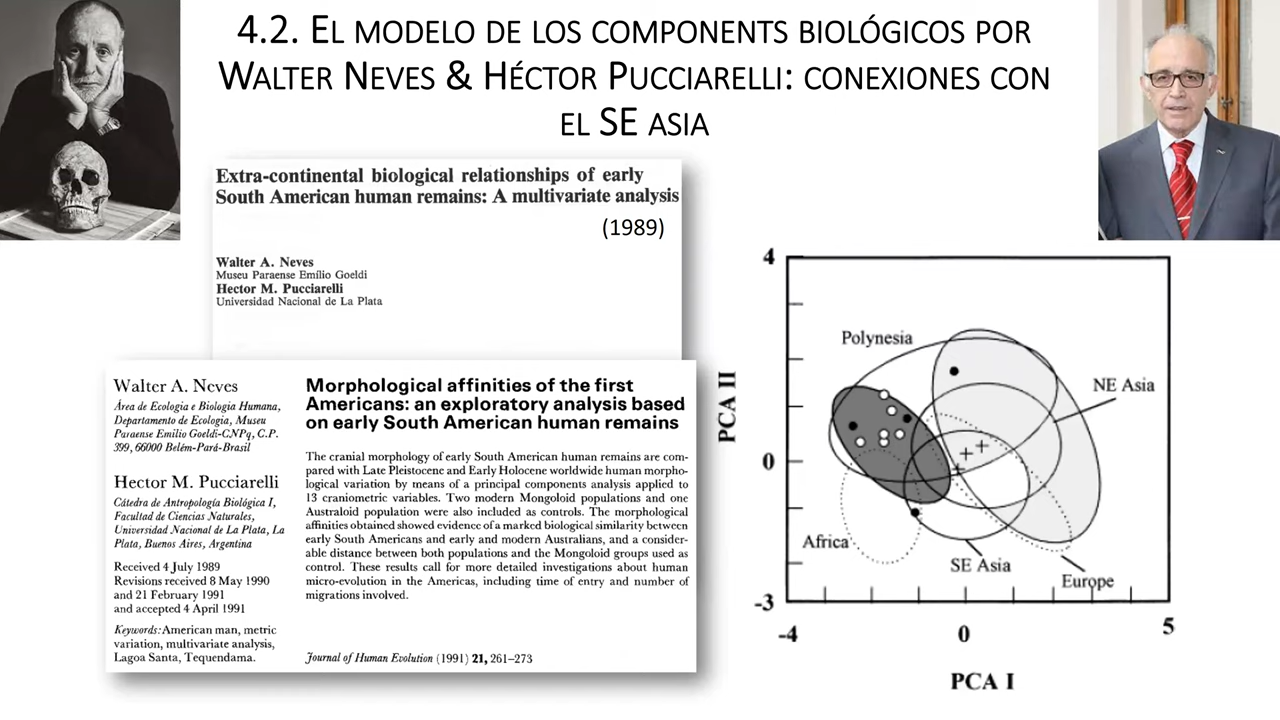 4.2. El modelo de los components biológicos por
Walter Neves & Héctor Pucciarelli: conexiones con
el SE asia
Extra-continental biological relationships of early
South American human remains: A multivariate analysis
(1989)
Walter A. Neves
Museu Paraense Emílio Goeldi
Hector M. Pucciarelli
Universidad Nacional de La Plata
Walter A. Neves
Área de Ecologia e Biologia Humana,
Departamento de Ecologia, Museu
Paraense Emilio Goeldi-CNPq, C.P.
399, 66000 Belém-Pará-Brasil
Hector M. Pucciarelli
Cátedra de Antropología Biológica I,
Facultad de Ciencias Naturales,
Universidad Nacional de La Plata, La
Plata, Buenos Aires, Argentina
Received 4 July 1989
Revisions received 8 May 1990
and 21 February 1991
and accepted 4 April 1991
Keywords: American man, metric
variation, multivariate analysis,
Lagoa Santa, Tequendama.
Morphological affinities of the first
Americans: an exploratory analysis based
on early South American human remains
The cranial morphology of early South American human remains are com-
pared with Late Pleistocene and Early Holocene worldwide human morpho-
logical variation by means of a principal components analysis applied to
13 craniometric variables. Two modern Mongoloid populations and one
Australoid population were also included as controls. The morphological
affinities obtained showed evidence of a marked biological similarity between
early South Americans and early and modern Australians, and a consider-
able distance between both populations and the Mongoloid groups used as
control. These results call for more detailed investigations about human
micro-evolution in the Americas, including time of entry and number of
migrations involved.
Journal of Human Evolution (1991) 21, 261–273
4
Polynesia
NE Asia
PCA II
0
Africa
SE Asia
Europe
-3
-4
0
5
PCA I